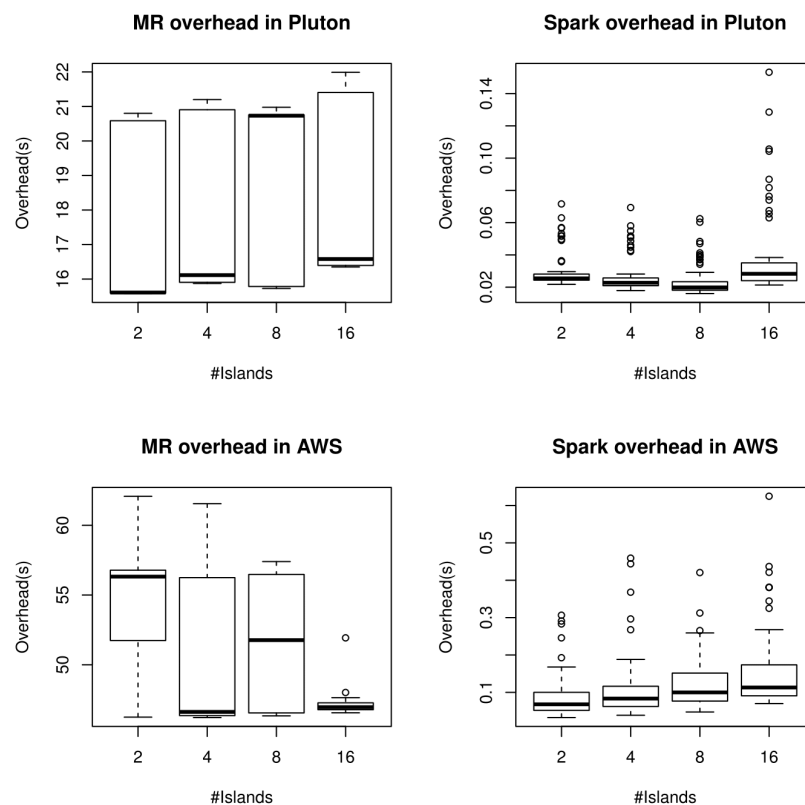 MR overhead in Pluton
Overhead(s)
22
21
20
19
18
17
16
2 4 8 16
#Islands
Spark overhead in Pluton
Overhead(s)
0.14
0.10
0.06
0.02
2 4 8 16
#Islands
MR overhead in AWS
Overhead(s)
60
55
50
2 4 8 16
#Islands
Spark overhead in AWS
Overhead(s)
0.5
0.3
0.1
2 4 8 16
#Islands